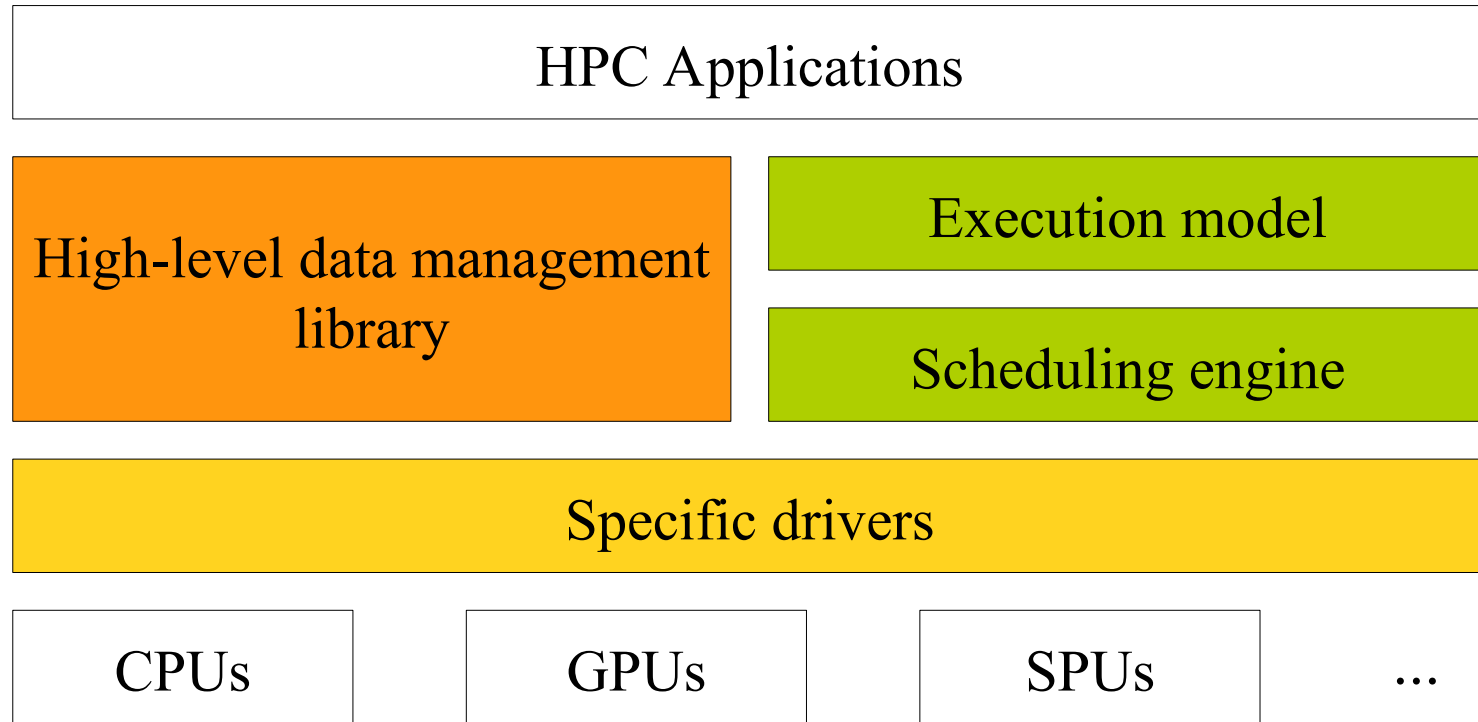 HPC Applications
High-level data management
library
Execution model
Scheduling engine
Specific drivers
CPUs
GPUs
SPUs
...